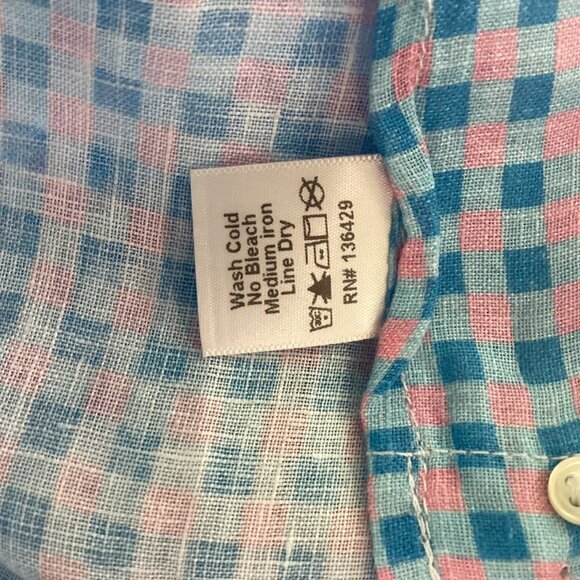 Wash Cold
No Bleach
Medium iron
Line Dry
RN# 136429